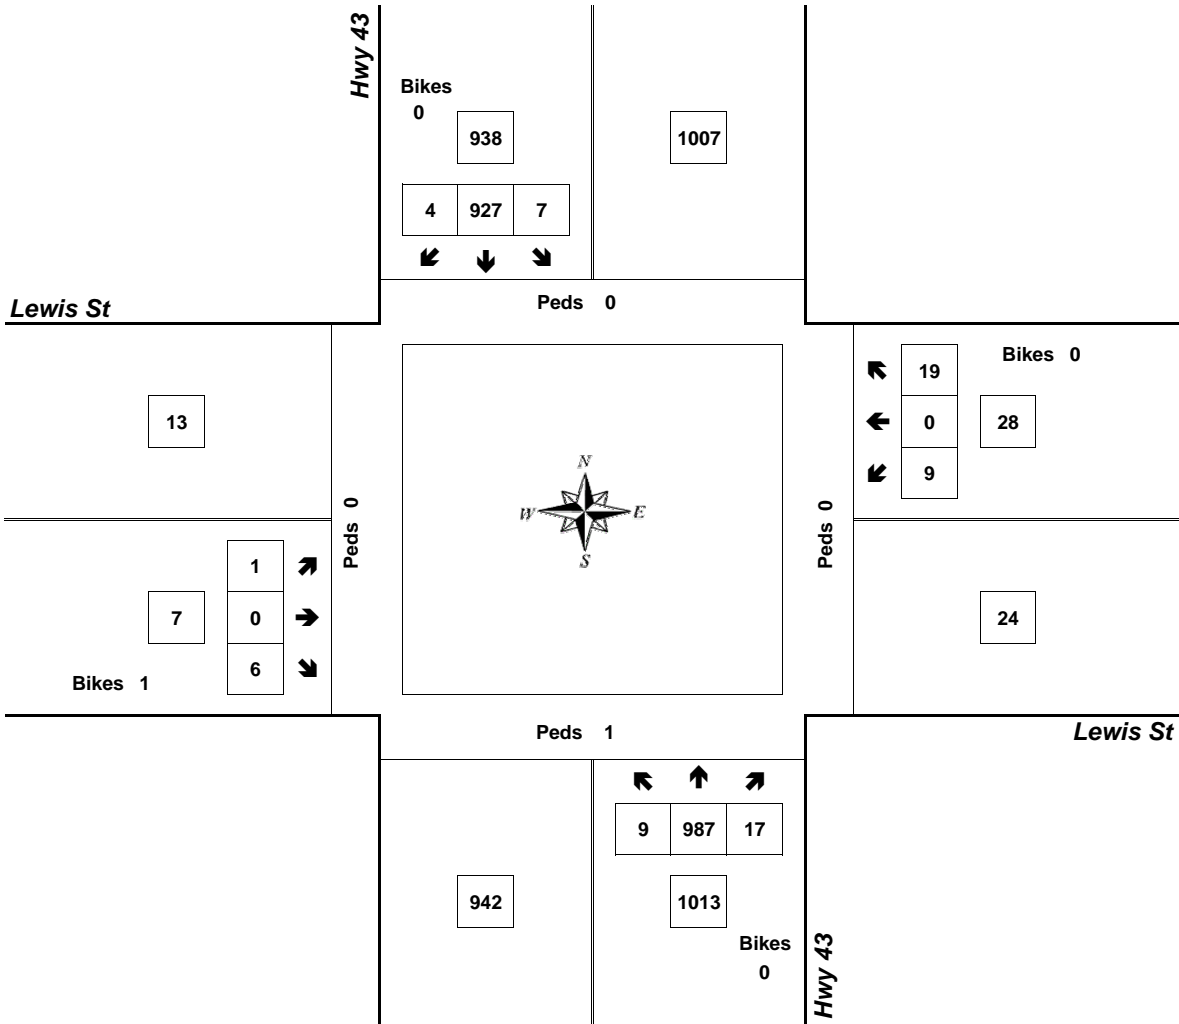 Hwy 43
Bikes
0
938
1007
4 927 7
Peds 0
Lewis St
19
Bikes 0
13
0
28
9
N
W E
S
Peds 0
Peds 0
1
7
0
24
6
Bikes 1
Peds 1
Lewis St
9 987 17
942
1013
Bikes
0
Hwy 43